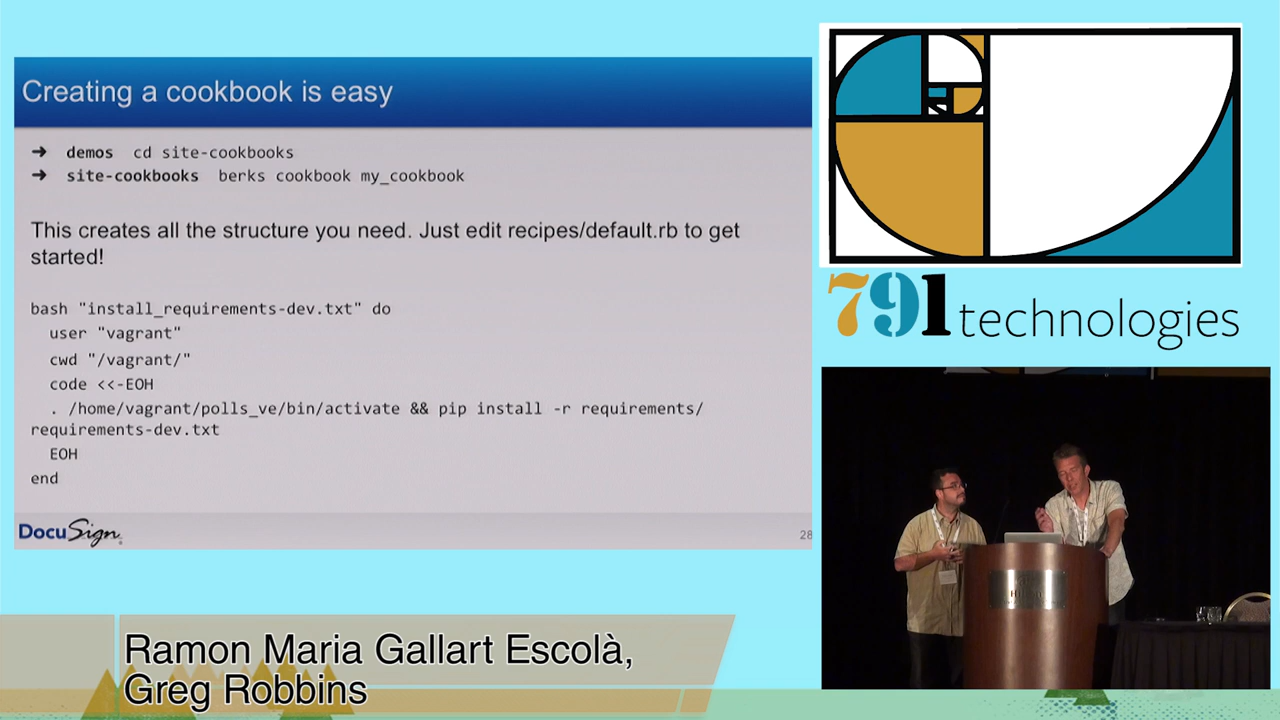 Creating a cookbook is easy
➜ demos cd site-cookbooks
➜ site-cookbooks berks cookbook my_cookbook
This creates all the structure you need. Just edit recipes/default.rb to get
started!
bash "install_requirements-dev.txt" do
user "vagrant"
cwd "/vagrant/"
code <<-EOH
. /home/vagrant/polls_ve/bin/activate && pip install -r requirements/
requirements-dev.txt
EOH
end
DocuSign
28
791 technologies
Ramon Maria Gallart Escolà,
Greg Robbins